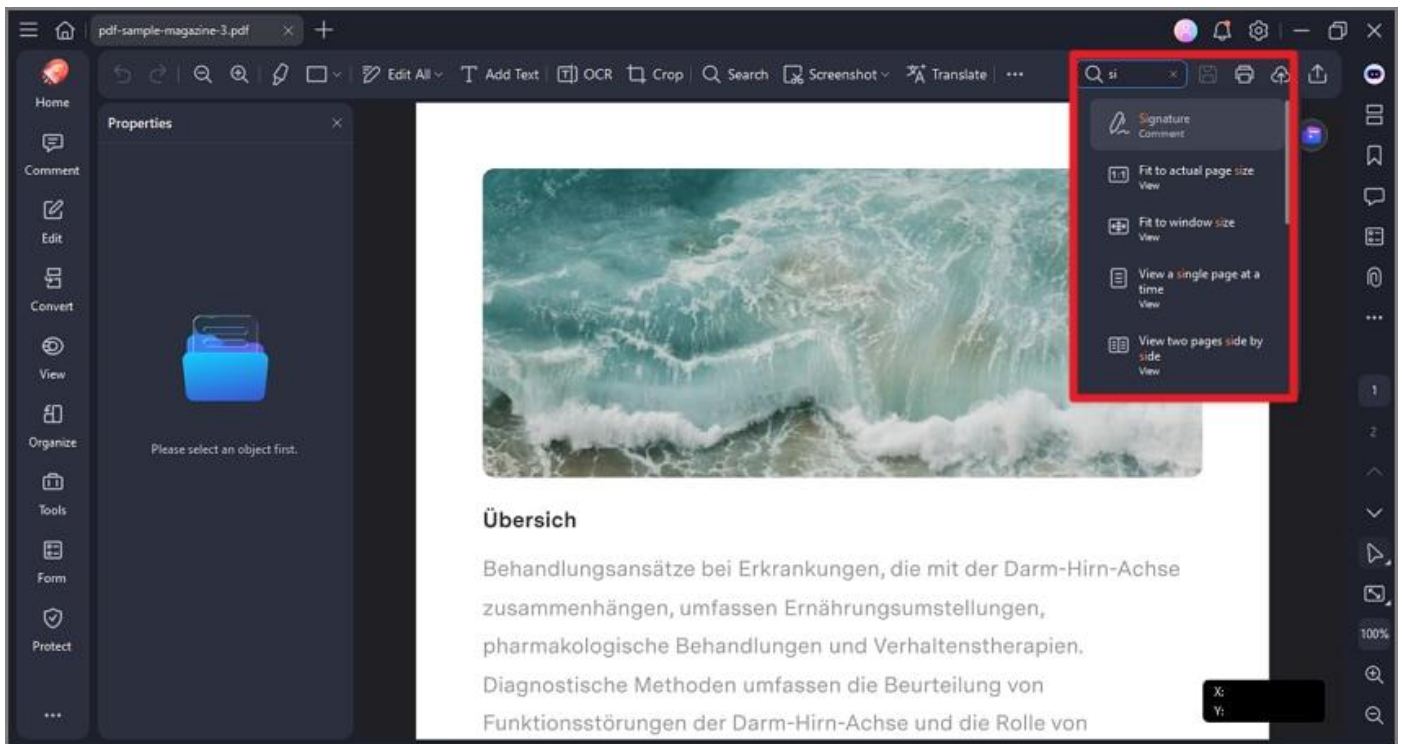 pdf-sample-magazine-3.pdf
Edit All
Add Text
OCR
Crop
Search
Screenshot
Translate
si
Home
Comment
Edit
Convert
View
Organize
Tools
Form
Protect
Properties
Please select an object first.
Signature
Comment
1:1
Fit to actual page size
View
Fit to window size
View
View a single page at a
time
View
View two pages side by
side
View
Übersich
Behandlungsansätze bei Erkrankungen, die mit der Darm-Hirn-Achse
zusammenhängen, umfassen Ernährungsumstellungen,
pharmakologische Behandlungen und Verhaltenstherapien.
Diagnostische Methoden umfassen die Beurteilung von
Funktionsstörungen der Darm-Hirn-Achse und die Rolle von
X:
Y:
1
2
100%